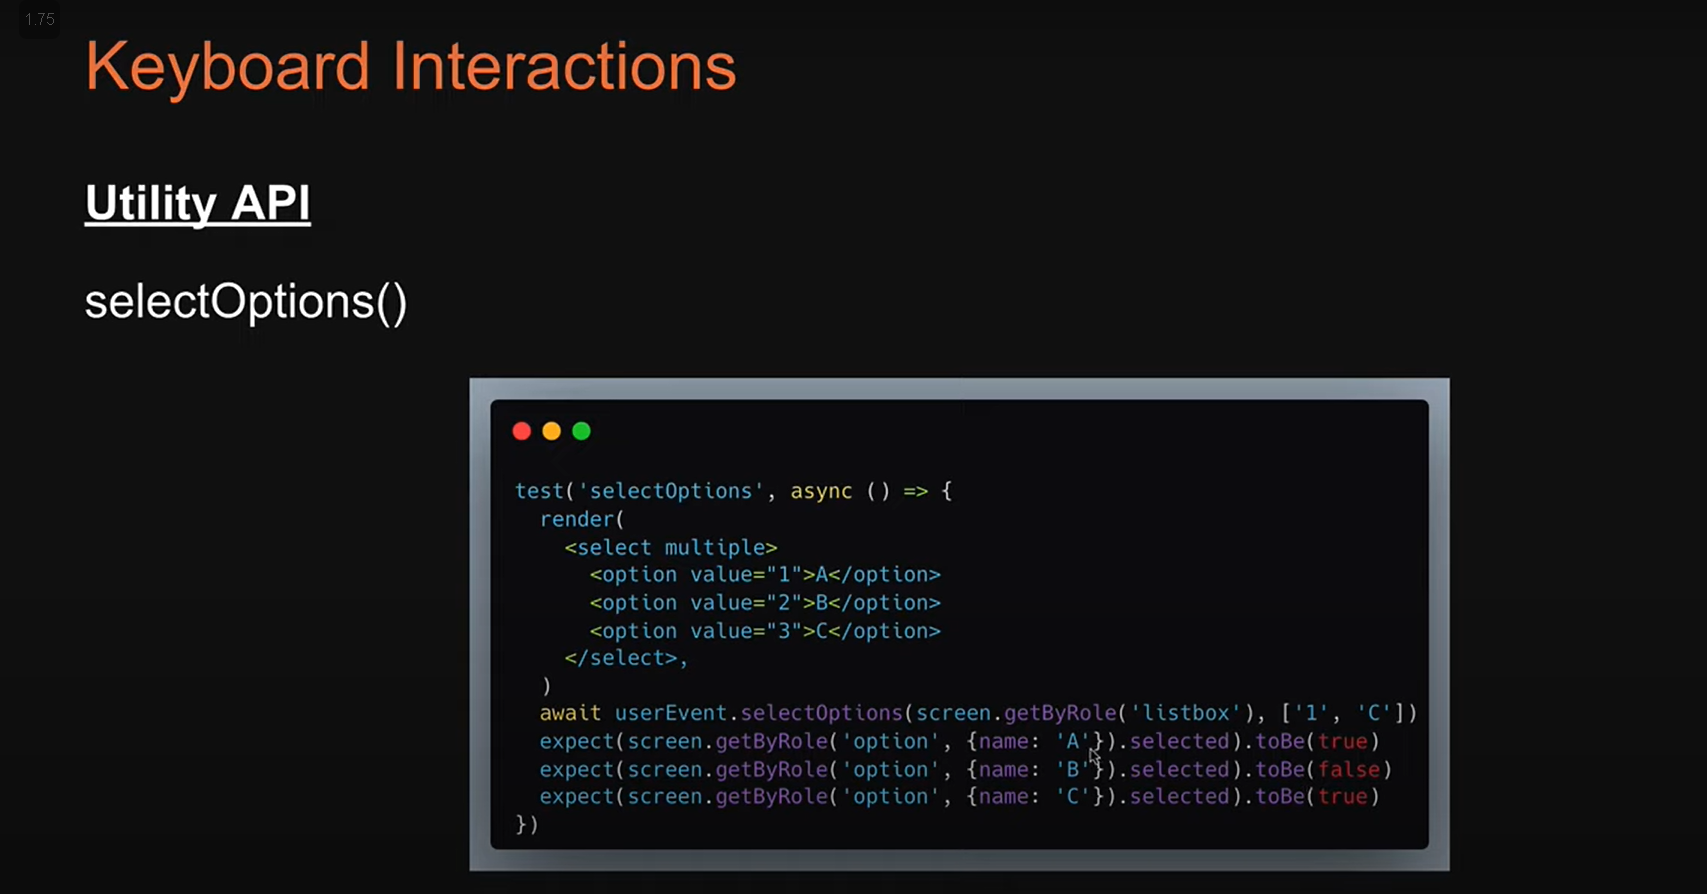 1.75
Keyboard Interactions
Utility API
selectOptions()
test('selectOptions', async () => {
  render(
    <select multiple>
      <option value="1">A</option>
      <option value="2">B</option>
      <option value="3">C</option>
    </select>,
  )
  await userEvent.selectOptions(screen.getByRole('listbox'), ['1', 'C'])
  expect(screen.getByRole('option', {name: 'A'}).selected).toBe(true)
  expect(screen.getByRole('option', {name: 'B'}).selected).toBe(false)
  expect(screen.getByRole('option', {name: 'C'}).selected).toBe(true)
})